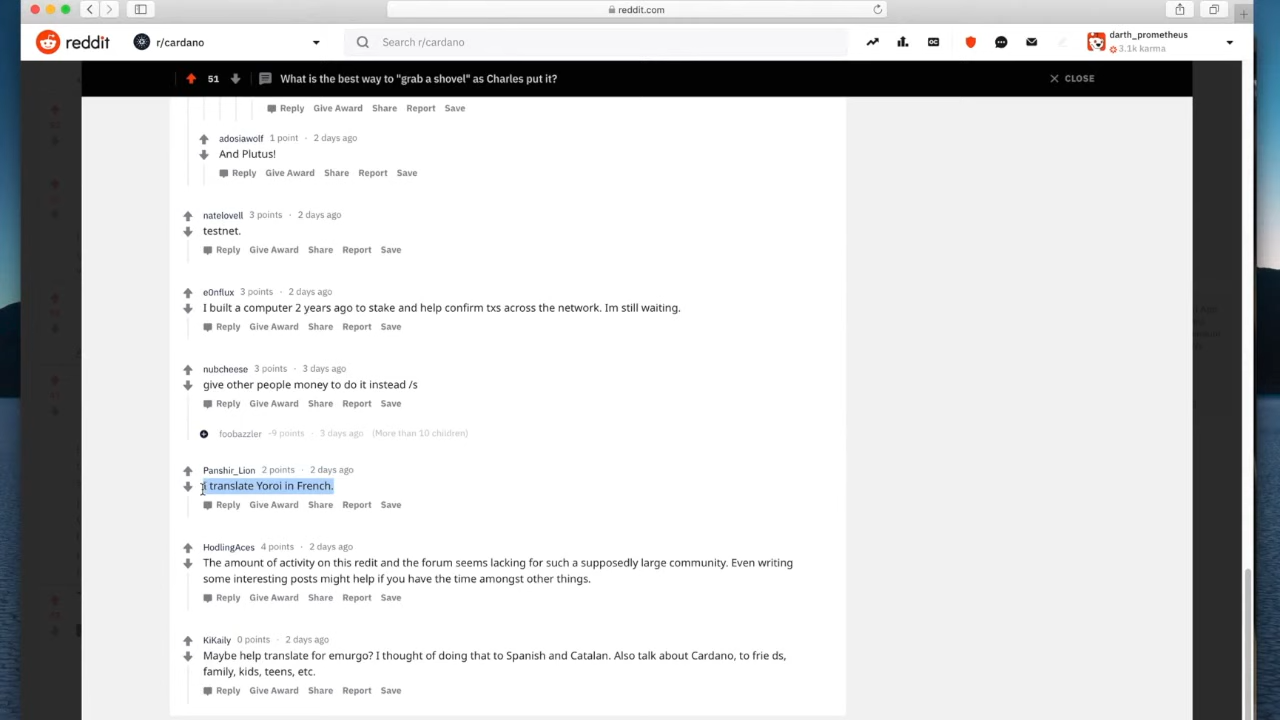 reddit.com
reddit
r/cardano
Search r/cardano
darth_prometheus
3.1k karma
51
What is the best way to "grab a shovel" as Charles put it?
CLOSE
Reply Give Award Share Report Save
adosiawolf 1 point · 2 days ago
And Plutus!
Reply Give Award Share Report Save
natelovell 3 points · 2 days ago
testnet.
Reply Give Award Share Report Save
e0nflux 3 points · 2 days ago
I built a computer 2 years ago to stake and help confirm txs across the network. Im still waiting.
Reply Give Award Share Report Save
nubcheese 3 points · 3 days ago
give other people money to do it instead /s
Reply Give Award Share Report Save
foobazzler -9 points · 3 days ago (More than 10 children)
Panshir_Lion 2 points · 2 days ago
i translate Yoroi in French.
Reply Give Award Share Report Save
HodlingAces 4 points · 2 days ago
The amount of activity on this redit and the forum seems lacking for such a supposedly large community. Even writing
some interesting posts might help if you have the time amongst other things.
Reply Give Award Share Report Save
KiKaily 0 points · 2 days ago
Maybe help translate for emurgo? I thought of doing that to Spanish and Catalan. Also talk about Cardano, to frie ds,
family, kids, teens, etc.
Reply Give Award Share Report Save